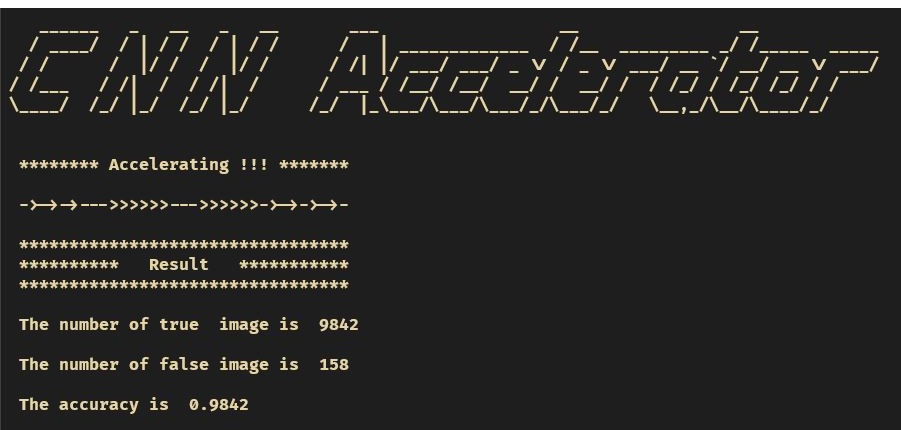 CNN Accelerator
******** Accelerating !!! *******
->->->--->>>>>>--->>>>>>->->->->-
*********************************
**********   Result   ***********
*********************************
The number of true  image is  9842
The number of false image is  158
The accuracy is  0.9842